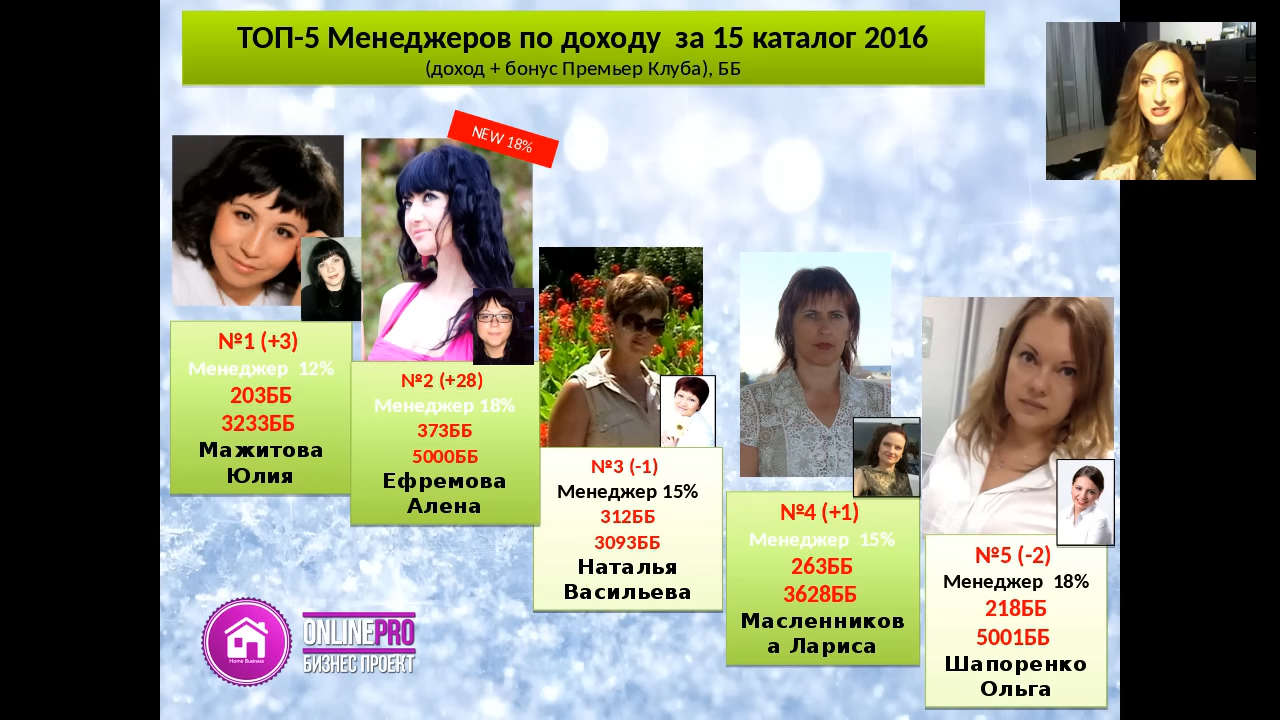 ТОП-5 Менеджеров по доходу за 15 каталог 2016
(доход + бонус Премьер Клуба), ББ
NEW 18%
№1 (+3)
Менеджер 12%
203ББ
3233ББ
Мажитова
Юлия
№2 (+28)
Менеджер 18%
373ББ
5000ББ
Ефремова
Алена
№3 (-1)
Менеджер 15%
312ББ
3093ББ
Наталья
Васильева
№4 (+1)
Менеджер 15%
263ББ
3628ББ
Масленников
а Лариса
№5 (-2)
Менеджер 18%
218ББ
5001ББ
Шапоренко
Ольга
Home Business
ONLINEPRO
БИЗНЕС ПРОЕКТ